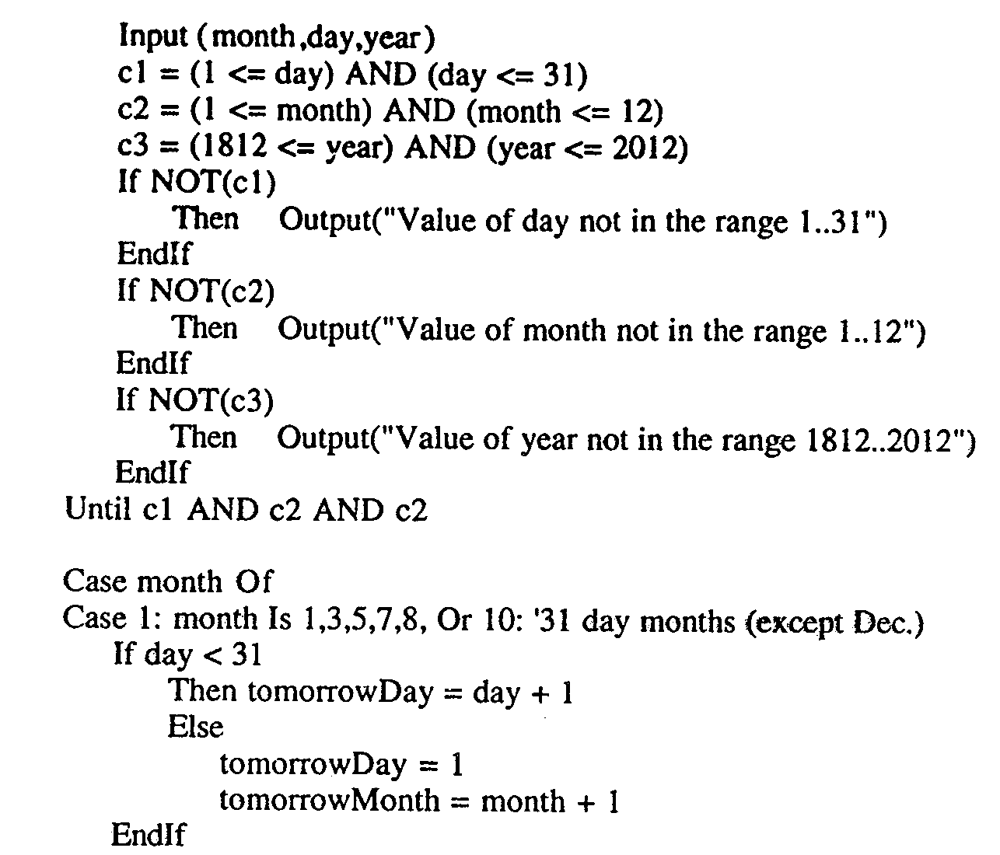 Input (month,day,year)
c1 = (1 <= day) AND (day <= 31)
c2 = (1 <= month) AND (month <= 12)
c3 = (1812 <= year) AND (year <= 2012)
If NOT(c1)
Then Output("Value of day not in the range 1..31")
EndIf
If NOT(c2)
Then Output("Value of month not in the range 1..12")
EndIf
If NOT(c3)
Then Output("Value of year not in the range 1812..2012")
EndIf
Until c1 AND c2 AND c2
Case month Of
Case 1: month Is 1,3,5,7,8, Or 10: '31 day months (except Dec.)
If day < 31
Then tomorrowDay = day + 1
Else
tomorrowDay = 1
tomorrowMonth = month + 1
EndIf